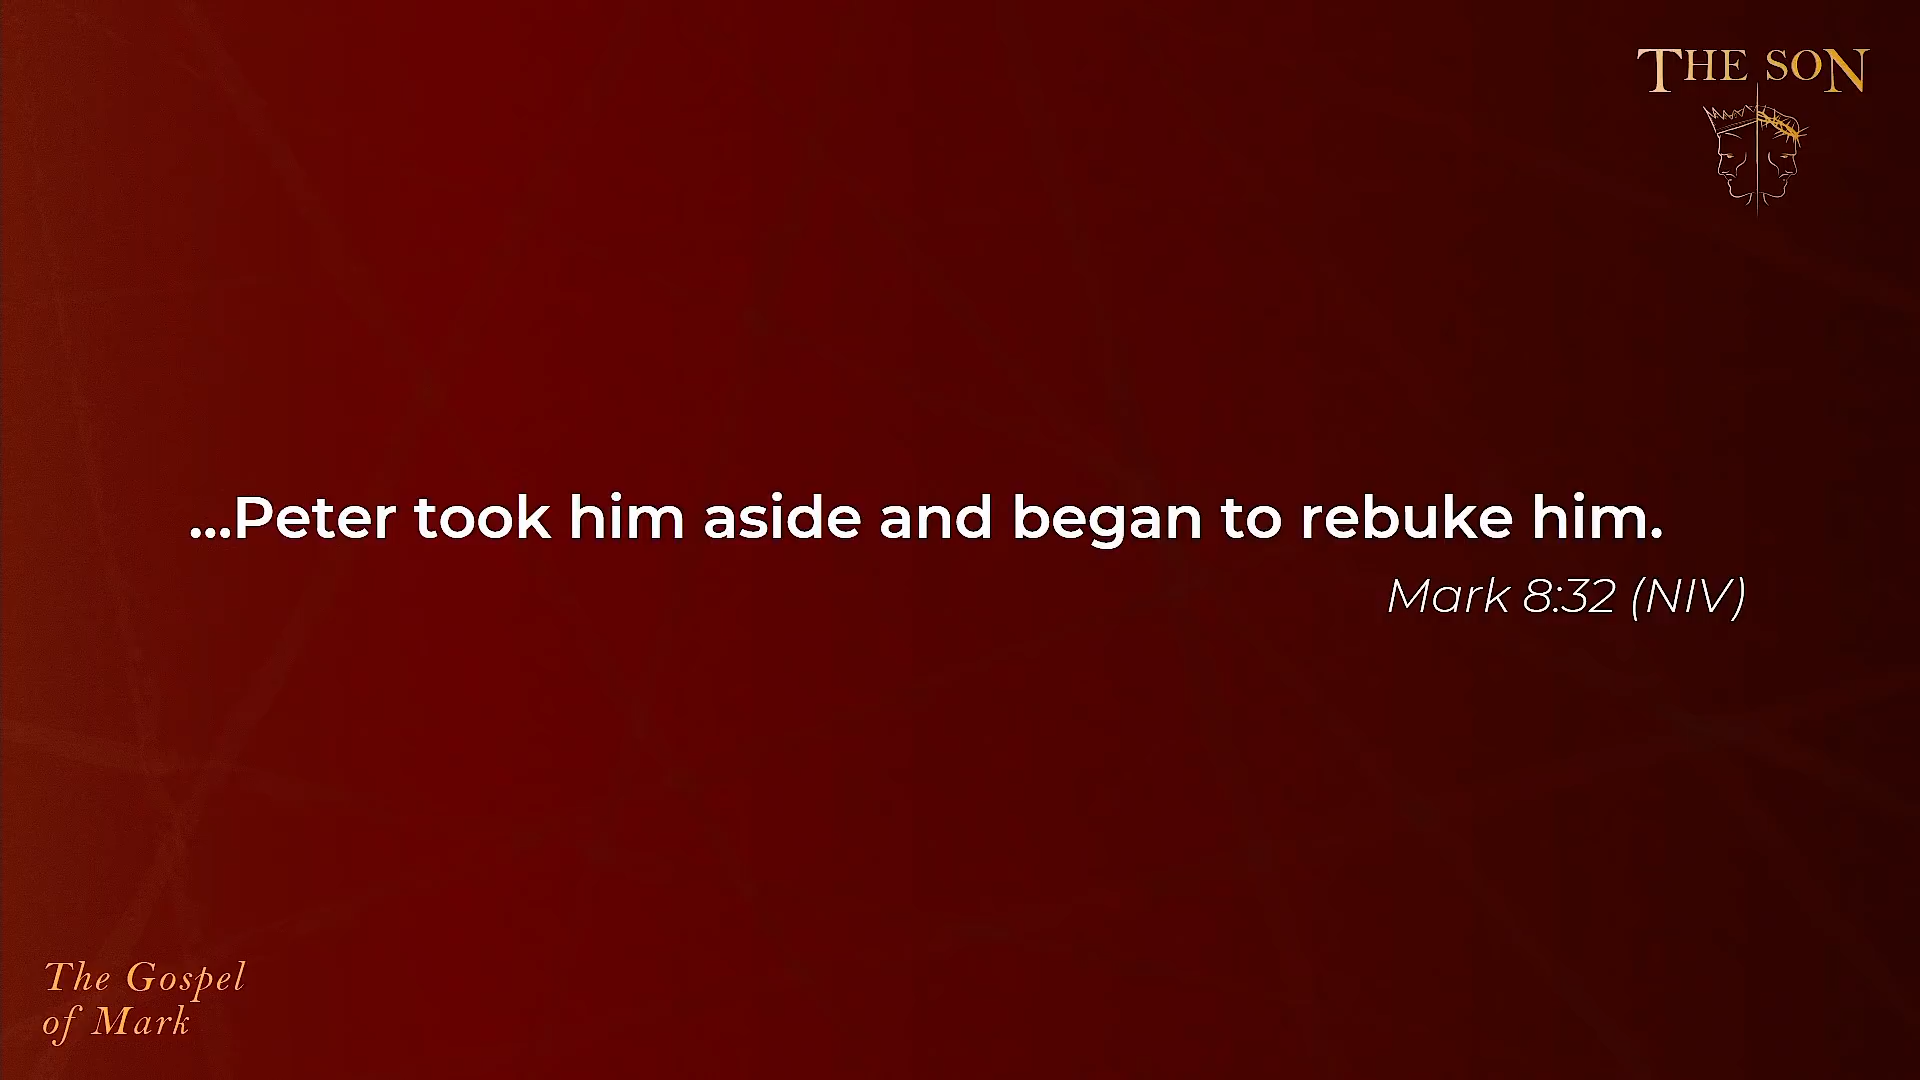 THE SON
...Peter took him aside and began to rebuke him.
Mark 8:32 (NIV)
The Gospel
of Mark